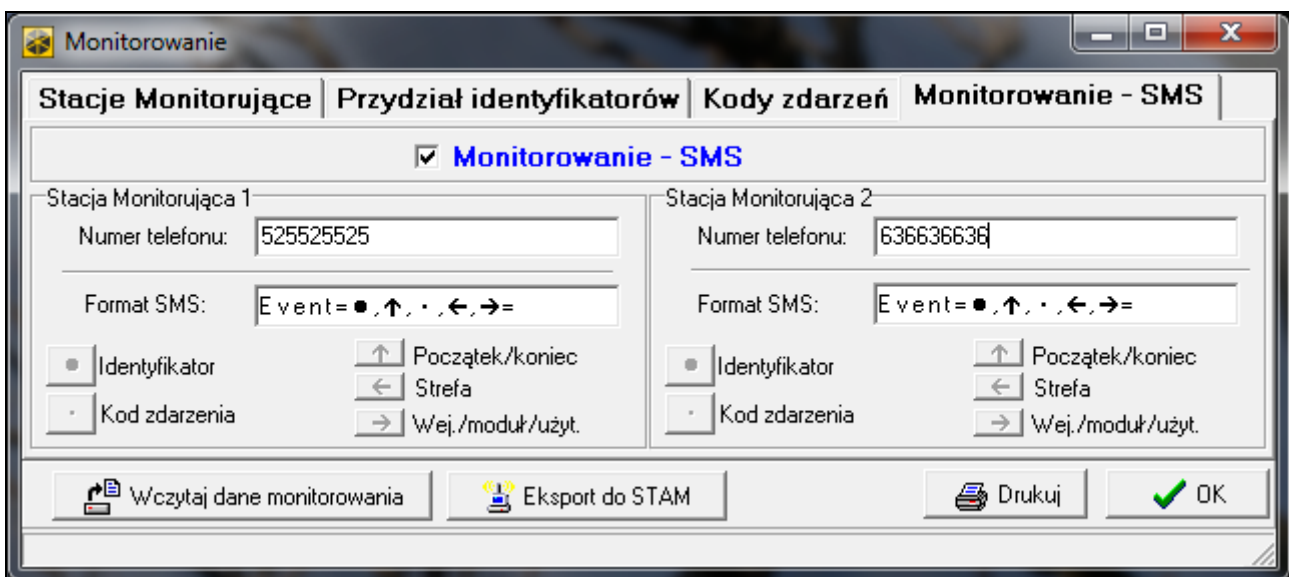 Monitorowanie
Stacje Monitorujące Przydział identyfikatorów Kody zdarzeń Monitorowanie - SMS
Monitorowanie - SMS
Stacja Monitorująca 1
Numer telefonu: 525525525
Format SMS: Event=●,↑,·,←,→=
● Identyfikator
↑ Początek/koniec
← Strefa
· Kod zdarzenia
→ Wej./moduł/użyt.
Stacja Monitorująca 2
Numer telefonu: 636636636
Format SMS: Event=●,↑,·,←,→=
● Identyfikator
↑ Początek/koniec
← Strefa
· Kod zdarzenia
→ Wej./moduł/użyt.
Wczytaj dane monitorowania Eksport do STAM Drukuj OK